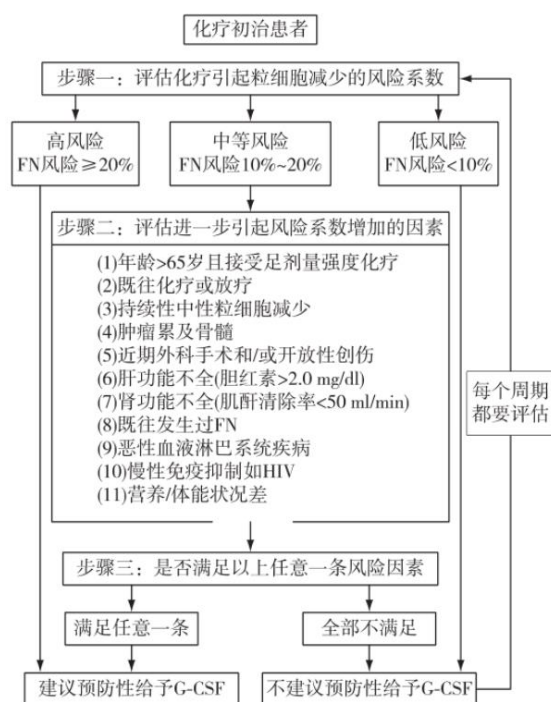 化疗初治患者
步骤一：评估化疗引起粒细胞减少的风险系数
高风险
FN风险≥20%
中等风险
FN风险10%~20%
低风险
FN风险<10%
步骤二：评估进一步引起风险系数增加的因素
(1)年龄>65岁且接受足剂量强度化疗
(2)既往化疗或放疗
(3)持续性中性粒细胞减少
(4)肿瘤累及骨髓
(5)近期外科手术和/或开放性创伤
(6)肝功能不全(胆红素>2.0 mg/dl)
(7)肾功能不全(肌酐清除率<50 ml/min)
(8)既往发生过FN
(9)恶性血液淋巴系统疾病
(10)慢性免疫抑制如HIV
(11)营养/体能状况差
每个周期
都要评估
步骤三：是否满足以上任意一条风险因素
满足任意一条
全部不满足
建议预防性给予G-CSF
不建议预防性给予G-CSF